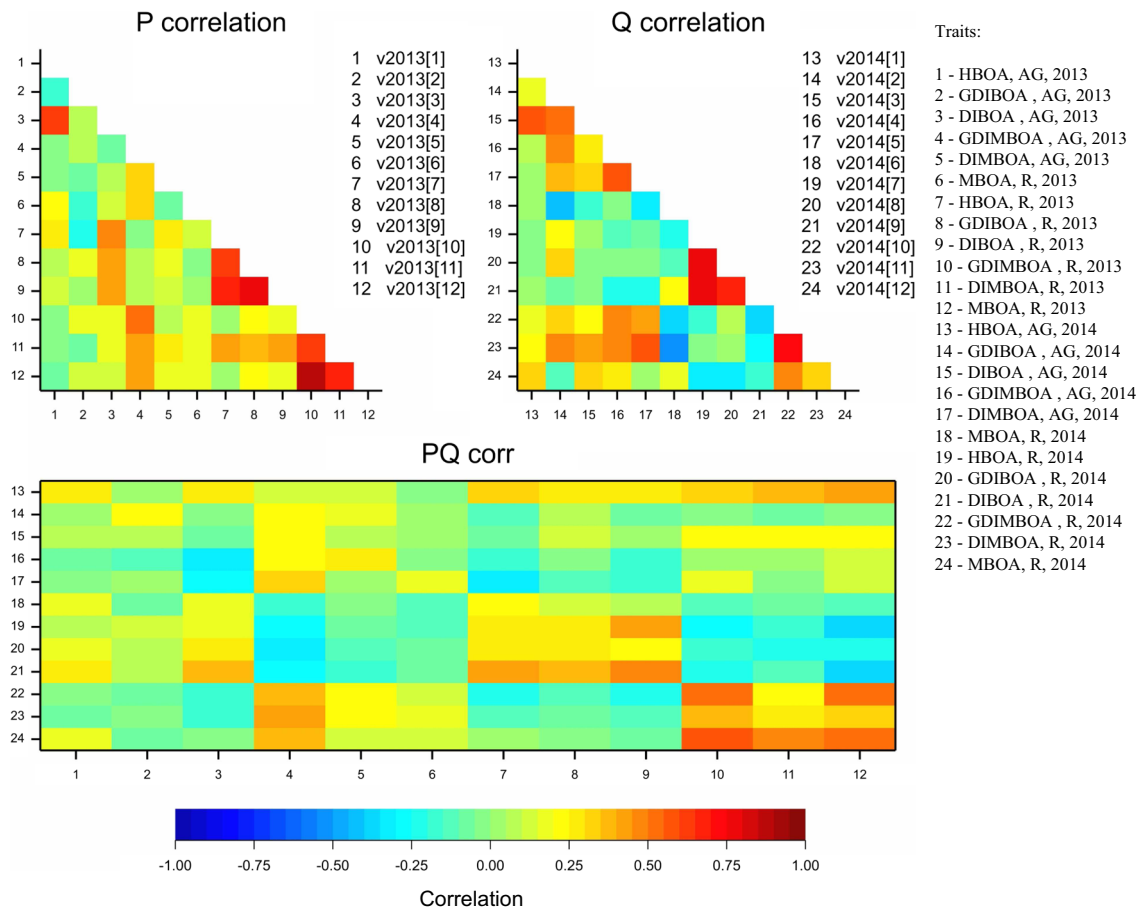 P correlation
1 v2013[1]
2 v2013[2]
3 v2013[3]
4 v2013[4]
5 v2013[5]
6 v2013[6]
7 v2013[7]
8 v2013[8]
9 v2013[9]
10 v2013[10]
11 v2013[11]
12 v2013[12]
1
2
3
4
5
6
7
8
9
10
11
12
1 2 3 4 5 6 7 8 9 10 11 12
Q correlation
13 v2014[1]
14 v2014[2]
15 v2014[3]
16 v2014[4]
17 v2014[5]
18 v2014[6]
19 v2014[7]
20 v2014[8]
21 v2014[9]
22 v2014[10]
23 v2014[11]
24 v2014[12]
13
14
15
16
17
18
19
20
21
22
23
24
13 14 15 16 17 18 19 20 21 22 23 24
Traits:
1 - HBOA, AG, 2013
2 - GDIBOA , AG, 2013
3 - DIBOA , AG, 2013
4 - GDIMBOA , AG, 2013
5 - DIMBOA, AG, 2013
6 - MBOA, R, 2013
7 - HBOA, R, 2013
8 - GDIBOA , R, 2013
9 - DIBOA , R, 2013
10 - GDIMBOA , R, 2013
11 - DIMBOA, R, 2013
12 - MBOA, R, 2013
13 - HBOA, AG, 2014
14 - GDIBOA , AG, 2014
15 - DIBOA , AG, 2014
16 - GDIMBOA , AG, 2014
17 - DIMBOA, AG, 2014
18 - MBOA, R, 2014
19 - HBOA, R, 2014
20 - GDIBOA , R, 2014
21 - DIBOA , R, 2014
22 - GDIMBOA , R, 2014
23 - DIMBOA, R, 2014
24 - MBOA, R, 2014
PQ corr
13
14
15
16
17
18
19
20
21
22
23
24
1 2 3 4 5 6 7 8 9 10 11 12
-1.00 -0.75 -0.50 -0.25 0.00 0.25 0.50 0.75 1.00
Correlation